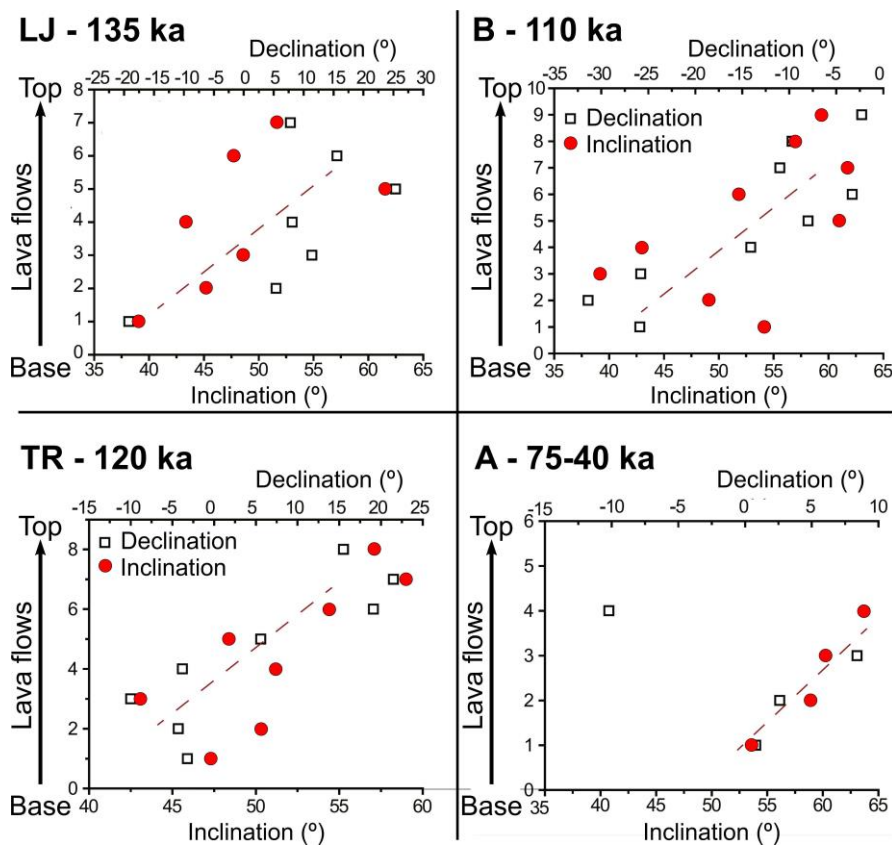 LJ - 135 ka
Declination (º)
-25 -20 -15 -10 -5 0 5 10 15 20 25 30
Top
Lava flows
Base
8
7
6
5
4
3
2
1
0
35 40 45 50 55 60 65
Inclination (º)
B - 110 ka
Declination (º)
-35 -30 -25 -20 -15 -10 -5 0
Top
Lava flows
Base
10
9
8
7
6
5
4
3
2
1
0
Declination
Inclination
35 40 45 50 55 60 65
Inclination (º)
TR - 120 ka
Declination (º)
-15 -10 -5 0 5 10 15 20 25
Top
Lava flows
Base
8
6
4
2
0
Declination
Inclination
40 45 50 55 60
Inclination (º)
A - 75-40 ka
Declination (º)
-15 -10 -5 0 5 10
Top
Lava flows
Base
6
5
4
3
2
1
0
35 40 45 50 55 60 65
Inclination (º)